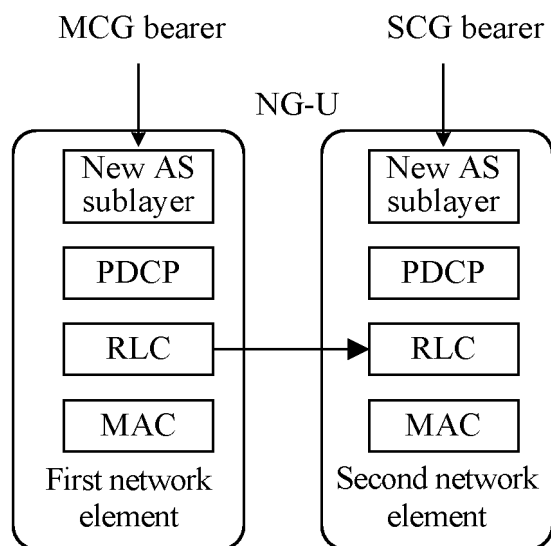 MCG bearer
SCG bearer
NG-U
New AS
sublayer
PDCP
RLC
MAC
First network
element
New AS
sublayer
PDCP
RLC
MAC
Second network
element